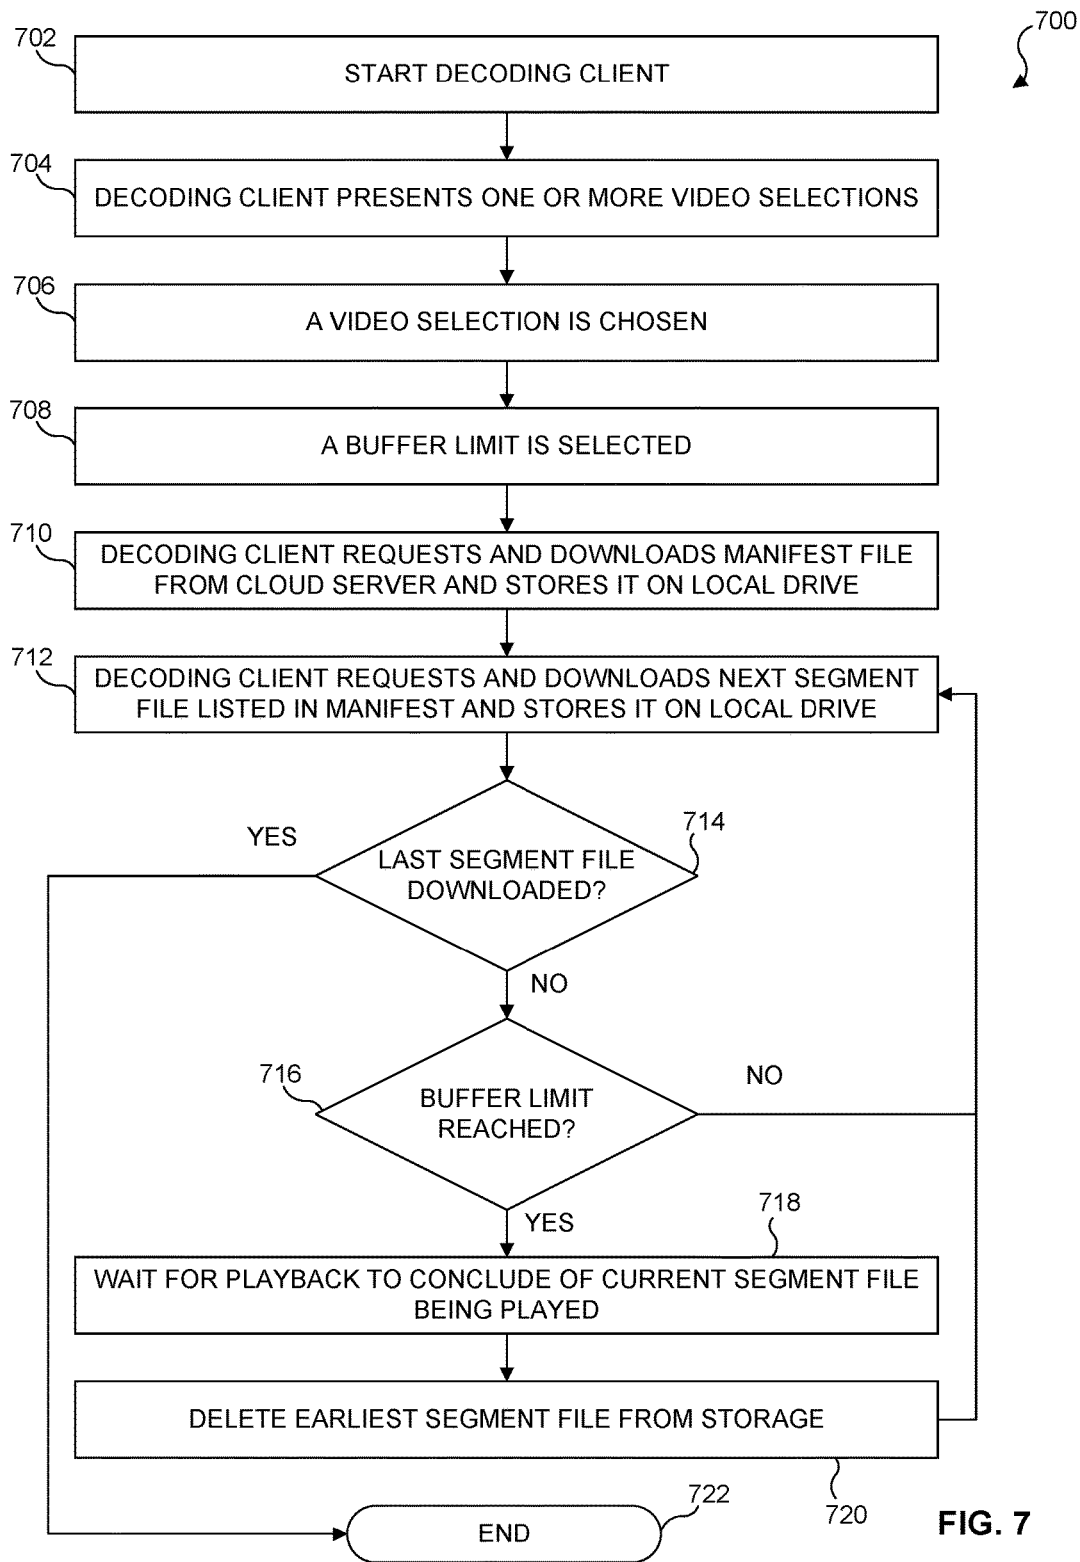 700
702
START DECODING CLIENT
704
DECODING CLIENT PRESENTS ONE OR MORE VIDEO SELECTIONS
706
A VIDEO SELECTION IS CHOSEN
708
A BUFFER LIMIT IS SELECTED
710
DECODING CLIENT REQUESTS AND DOWNLOADS MANIFEST FILE
FROM CLOUD SERVER AND STORES IT ON LOCAL DRIVE
712
DECODING CLIENT REQUESTS AND DOWNLOADS NEXT SEGMENT
FILE LISTED IN MANIFEST AND STORES IT ON LOCAL DRIVE
714
YES
LAST SEGMENT FILE
DOWNLOADED?
NO
716
NO
BUFFER LIMIT
REACHED?
YES
718
WAIT FOR PLAYBACK TO CONCLUDE OF CURRENT SEGMENT FILE
BEING PLAYED
DELETE EARLIEST SEGMENT FILE FROM STORAGE
720
722
END
FIG. 7